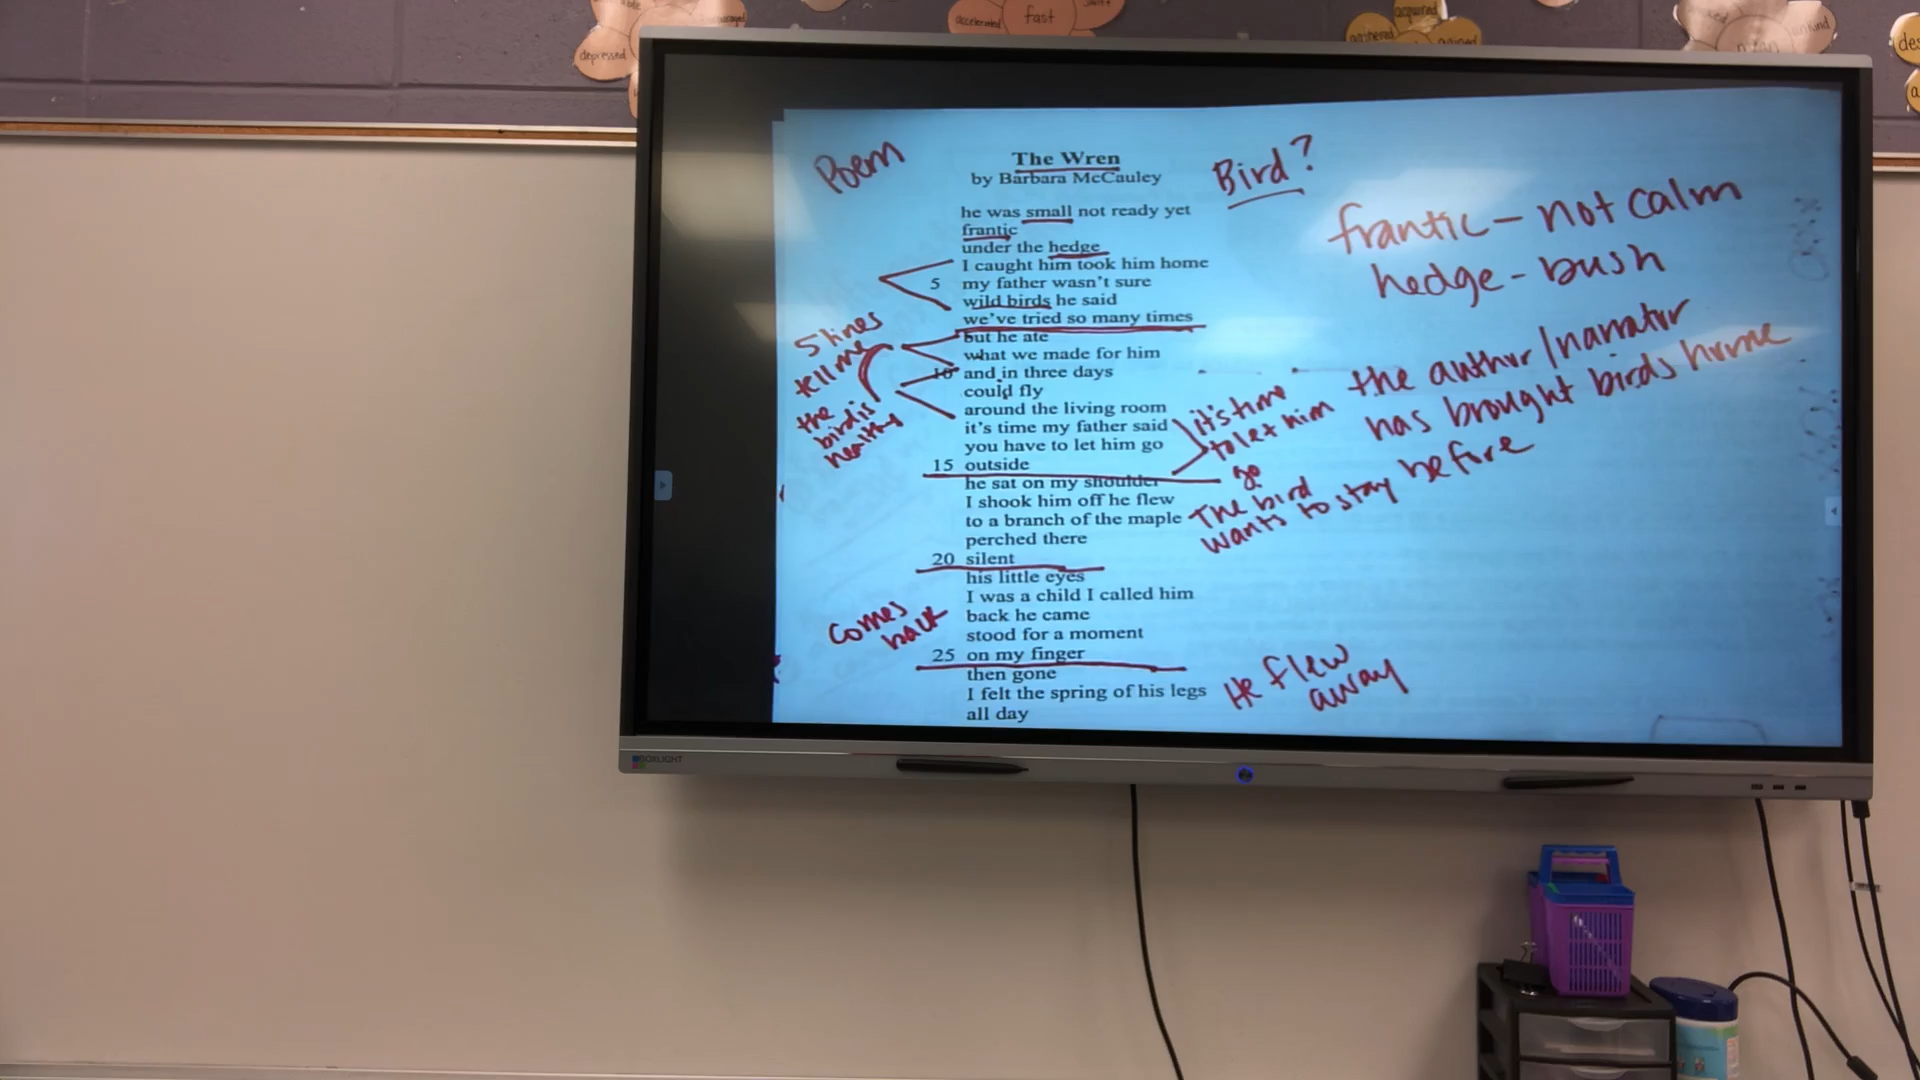 depressed
accelerated
fast
acquired
gathered
gained
Poem
The Wren
by Barbara McCauley
Bird?
he was small not ready yet
frantic
under the hedge
I caught him took him home
5 my father wasn't sure
wild birds he said
we've tried so many times
but he ate
what we made for him
10 and in three days
could fly
around the living room
it's time my father said
you have to let him go
15 outside
he sat on my shoulder
I shook him off he flew
to a branch of the maple
perched there
20 silent
his little eyes
I was a child I called him
back he came
stood for a moment
25 on my finger
then gone
I felt the spring of his legs
all day
frantic - not calm
hedge - bush
5 lines
tell me
the
bird is
healthy
the author/narrator
has brought birds home
before
it's time
to let him
go
The bird
wants to stay
comes
back
He flew
away
BOXLIGHT